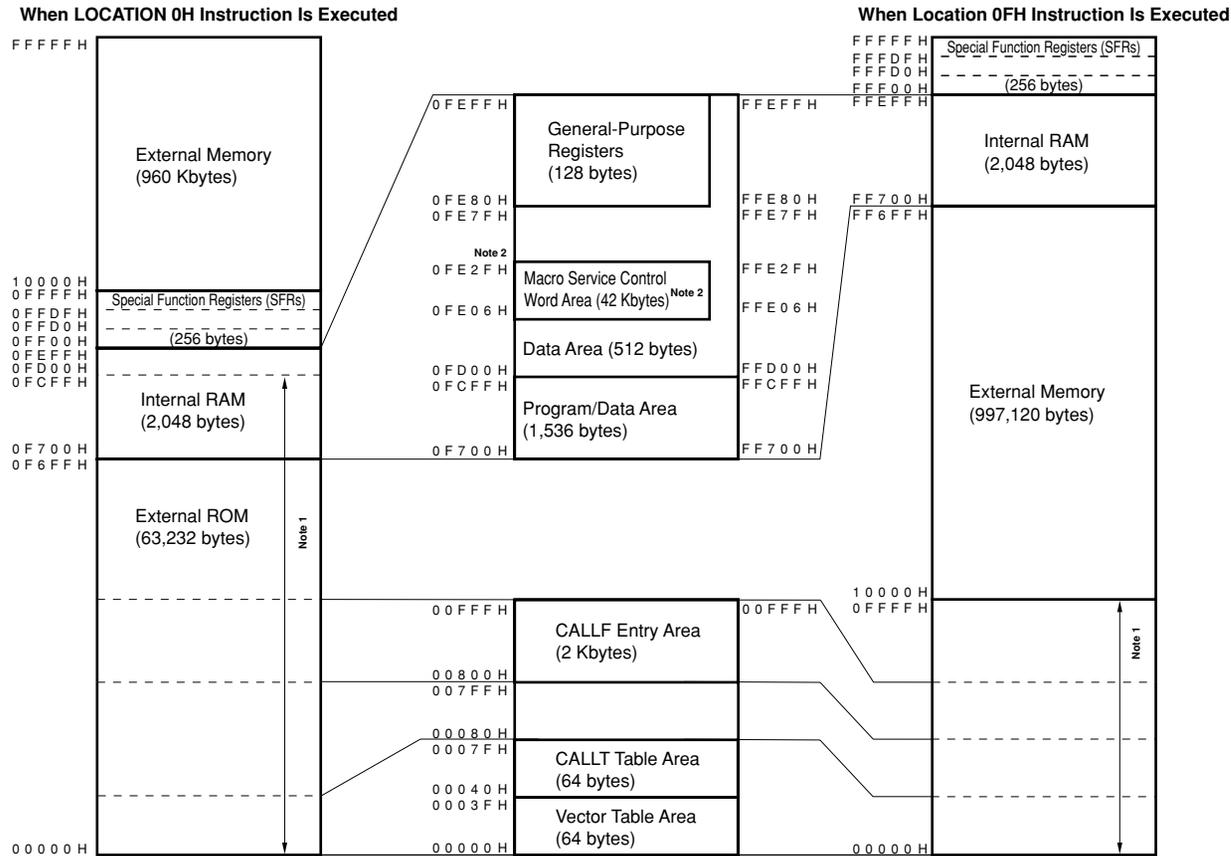 When LOCATION 0H Instruction Is Executed
FFFFFH
External Memory
(960 Kbytes)
10000H
0FFFFH
0FFDFH
0FFD0H
0FF00H
0FEFFH
0FD00H
0FCFFH
Special Function Registers (SFRs)
(256 bytes)
Internal RAM
(2,048 bytes)
0F700H
0F6FFH
External ROM
(63,232 bytes)
Note 1
00000H
0FEFFH
General-Purpose
Registers
(128 bytes)
FFEFFH
0FE80H
0FE7FH
FFE80H
FFE7FH
Note 2
0FE2FH
Macro Service Control
Word Area (42 Kbytes) Note 2
FFE2FH
0FE06H
FFE06H
Data Area (512 bytes)
0FD00H
0FCFFH
FFD00H
FFCFFH
Program/Data Area
(1,536 bytes)
0F700H
FF700H
00FFFH
CALLF Entry Area
(2 Kbytes)
00FFFH
00800H
007FFH
00080H
0007FH
CALLT Table Area
(64 bytes)
00040H
0003FH
Vector Table Area
(64 bytes)
00000H
When Location 0FH Instruction Is Executed
FFFFFH
FFFDFH
FFFD0H
FFF00H
FFEFFH
Special Function Registers (SFRs)
(256 bytes)
Internal RAM
(2,048 bytes)
FF700H
FF6FFH
External Memory
(997,120 bytes)
10000H
0FFFFH
Note 1
00000H